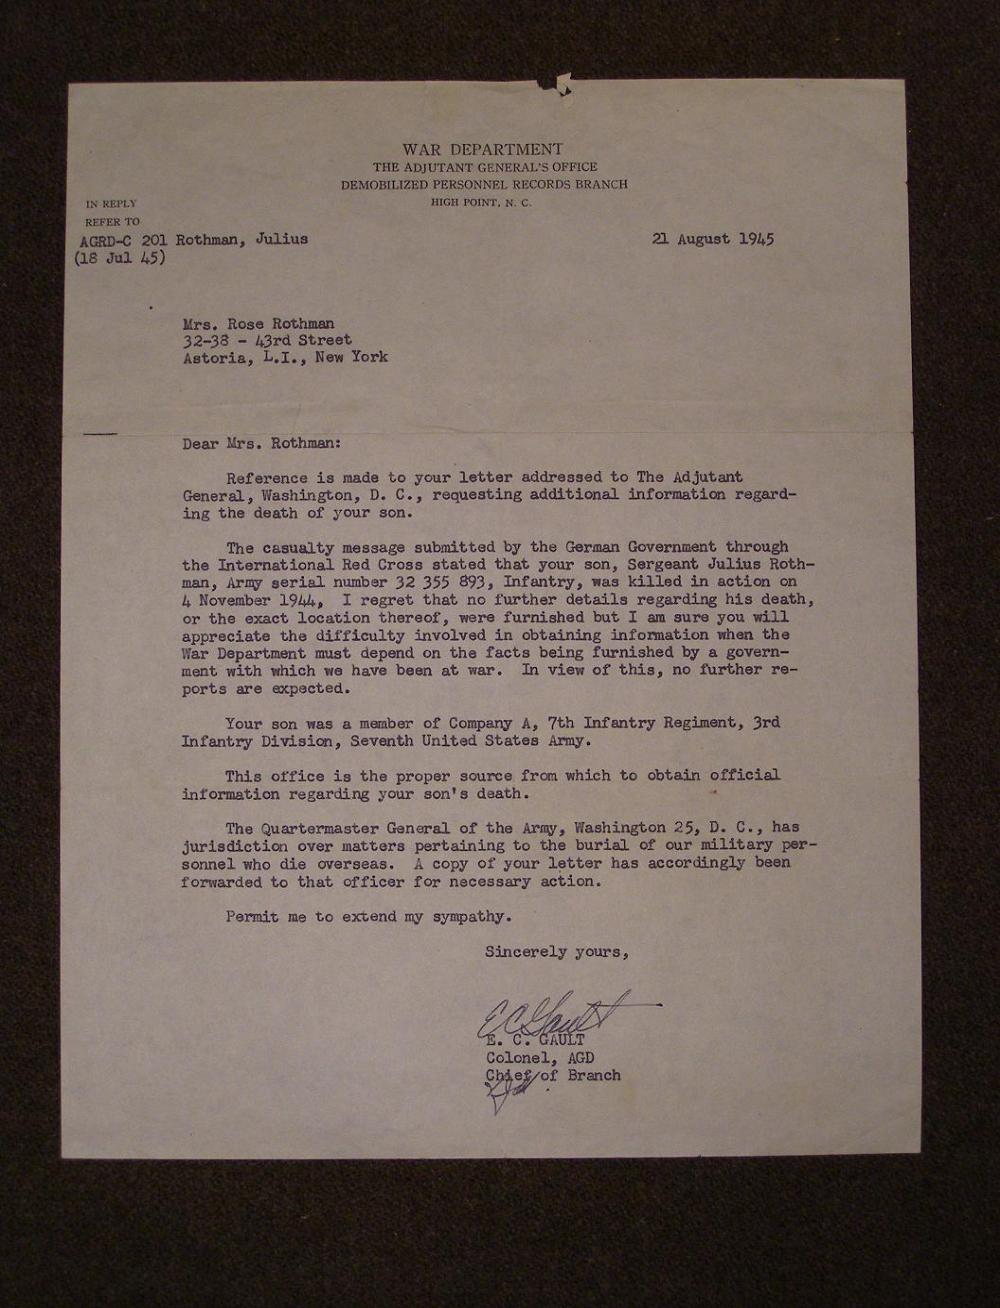 WAR DEPARTMENT
THE ADJUTANT GENERAL'S OFFICE
DEMOBILIZED PERSONNEL RECORDS BRANCH
HIGH POINT, N. C.
IN REPLY
REFER TO
AGRD-C 201 Rothman, Julius
(18 Jul 45)
21 August 1945
Mrs. Rose Rothman
32-38 - 43rd Street
Astoria, L.I., New York
Dear Mrs. Rothman:
Reference is made to your letter addressed to The Adjutant
General, Washington, D. C., requesting additional information regard-
ing the death of your son.
The casualty message submitted by the German Government through
the International Red Cross stated that your son, Sergeant Julius Roth-
man, Army serial number 32 355 893, Infantry, was killed in action on
4 November 1944, I regret that no further details regarding his death,
or the exact location thereof, were furnished but I am sure you will
appreciate the difficulty involved in obtaining information when the
War Department must depend on the facts being furnished by a govern-
ment with which we have been at war. In view of this, no further re-
ports are expected.
Your son was a member of Company A, 7th Infantry Regiment, 3rd
Infantry Division, Seventh United States Army.
This office is the proper source from which to obtain official
information regarding your son's death.
The Quartermaster General of the Army, Washington 25, D. C., has
jurisdiction over matters pertaining to the burial of our military per-
sonnel who die overseas. A copy of your letter has accordingly been
forwarded to that officer for necessary action.
Permit me to extend my sympathy.
Sincerely yours,
E C Gault
E. C. GAULT
Colonel, AGD
Chief of Branch